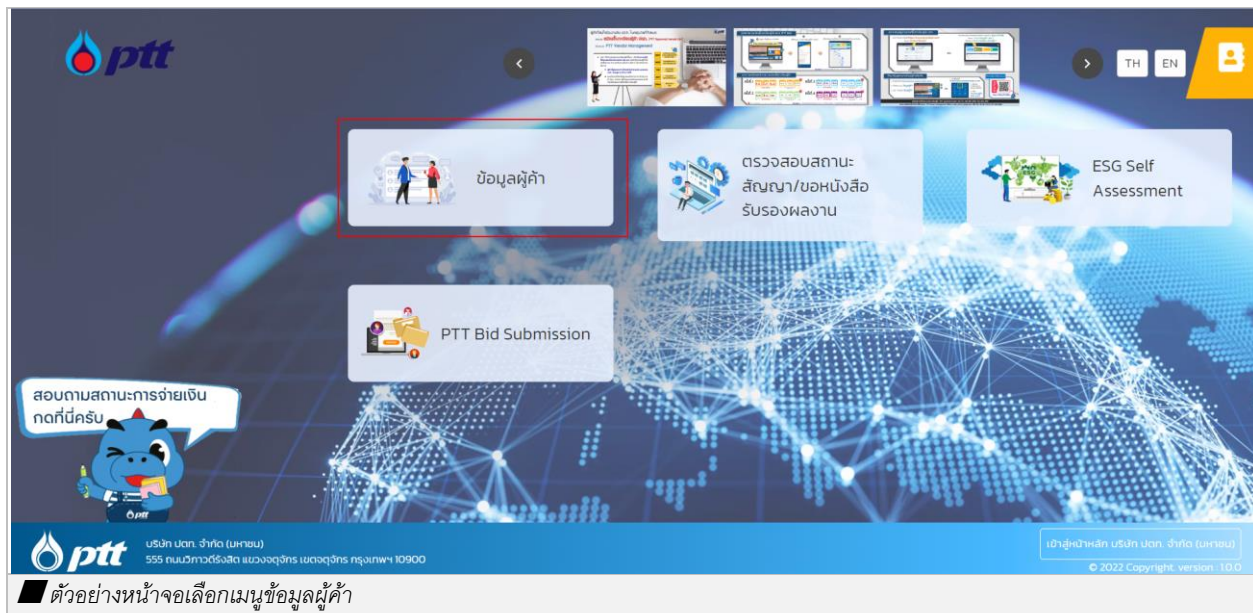 ptt
TH EN
ข้อมูลผู้ค้า
ตรวจสอบสถานะ
สัญญา/ขอหนังสือ
รับรองผลงาน
ESG Self
Assessment
PTT Bid Submission
สอบถามสถานะการจ่ายเงิน
กดที่นี่ครับ
ptt
ptt
บริษัท ปตท. จำกัด (มหาชน)
555 ถนนวิภาวดีรังสิต แขวงจตุจักร เขตจตุจักร กรุงเทพฯ 10900
เข้าสู่หน้าหลัก บริษัท ปตท. จำกัด (มหาชน)
© 2022 Copyright. version : 1.0.0
ตัวอย่างหน้าจอเลือกเมนูข้อมูลผู้ค้า